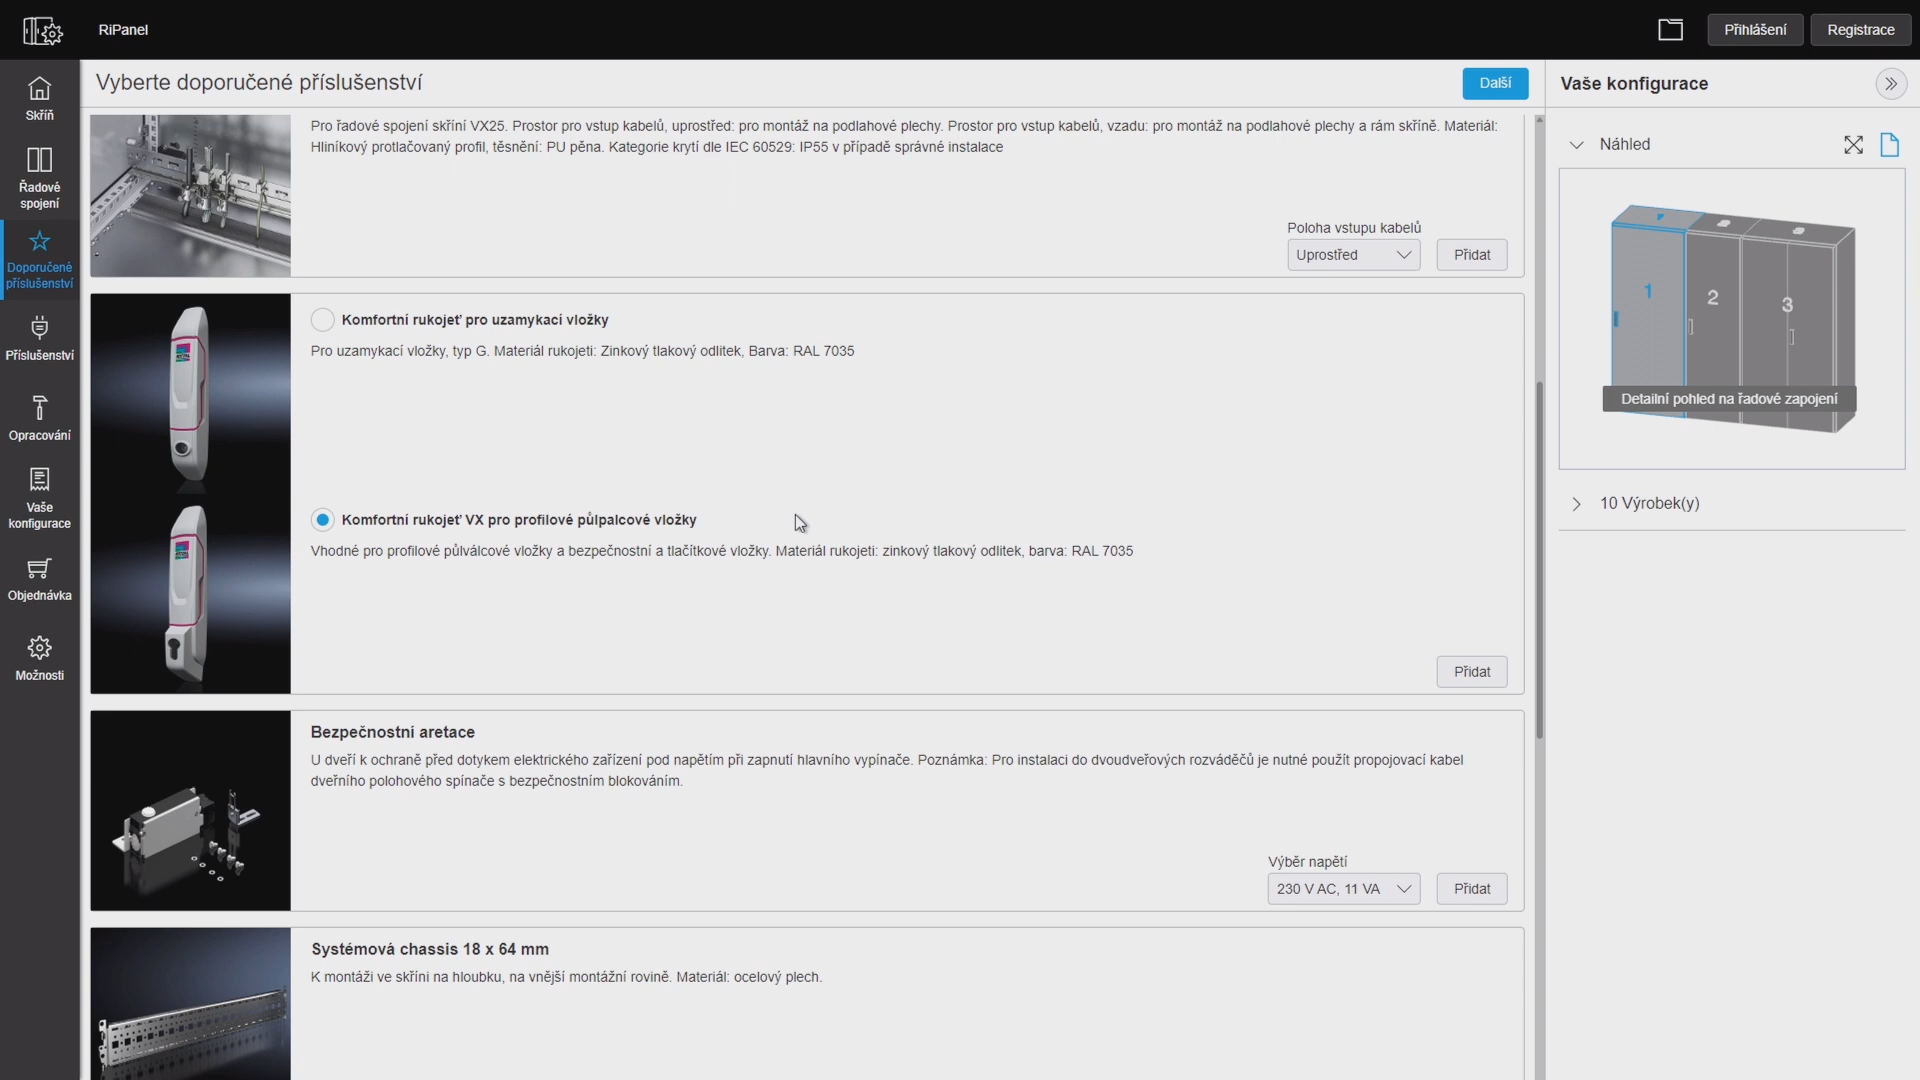 RiPanel
Přihlášení
Registrace
Skříň
Řadové
spojení
Doporučené
příslušenství
Příslušenství
Opracování
Vaše
konfigurace
Objednávka
Možnosti
Vyberte doporučené příslušenství
Další
Pro řadové spojení skříní VX25. Prostor pro vstup kabelů, uprostřed: pro montáž na podlahové plechy. Prostor pro vstup kabelů, vzadu: pro montáž na podlahové plechy a rám skříně. Materiál:
Hliníkový protlačovaný profil, těsnění: PU pěna. Kategorie krytí dle IEC 60529: IP55 v případě správné instalace
Poloha vstupu kabelů
Uprostřed
Přidat
Komfortní rukojeť pro uzamykací vložky
Pro uzamykací vložky, typ G. Materiál rukojeti: Zinkový tlakový odlitek, Barva: RAL 7035
Komfortní rukojeť VX pro profilové půlpalcové vložky
Vhodné pro profilové půlválcové vložky a bezpečnostní a tlačítkové vložky. Materiál rukojeti: zinkový tlakový odlitek, barva: RAL 7035
Přidat
Bezpečnostní aretace
U dveří k ochraně před dotykem elektrického zařízení pod napětím při zapnutí hlavního vypínače. Poznámka: Pro instalaci do dvoudveřových rozváděčů je nutné použít propojovací kabel
dveřního polohového spínače s bezpečnostním blokováním.
Výběr napětí
230 V AC, 11 VA
Přidat
Systémová chassis 18 x 64 mm
K montáži ve skříni na hloubku, na vnější montážní rovině. Materiál: ocelový plech.
Vaše konfigurace
Náhled
1
2
3
Detailní pohled na řadové zapojení
10 Výrobek(y)